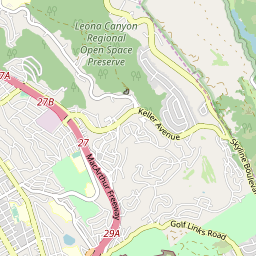 Leona Canyon
Regional
Open Space
Preserve
27A
27B
Keller Avenue
27
MacArthur Freeway
Skyline Boulevard
Golf Links Road
29A